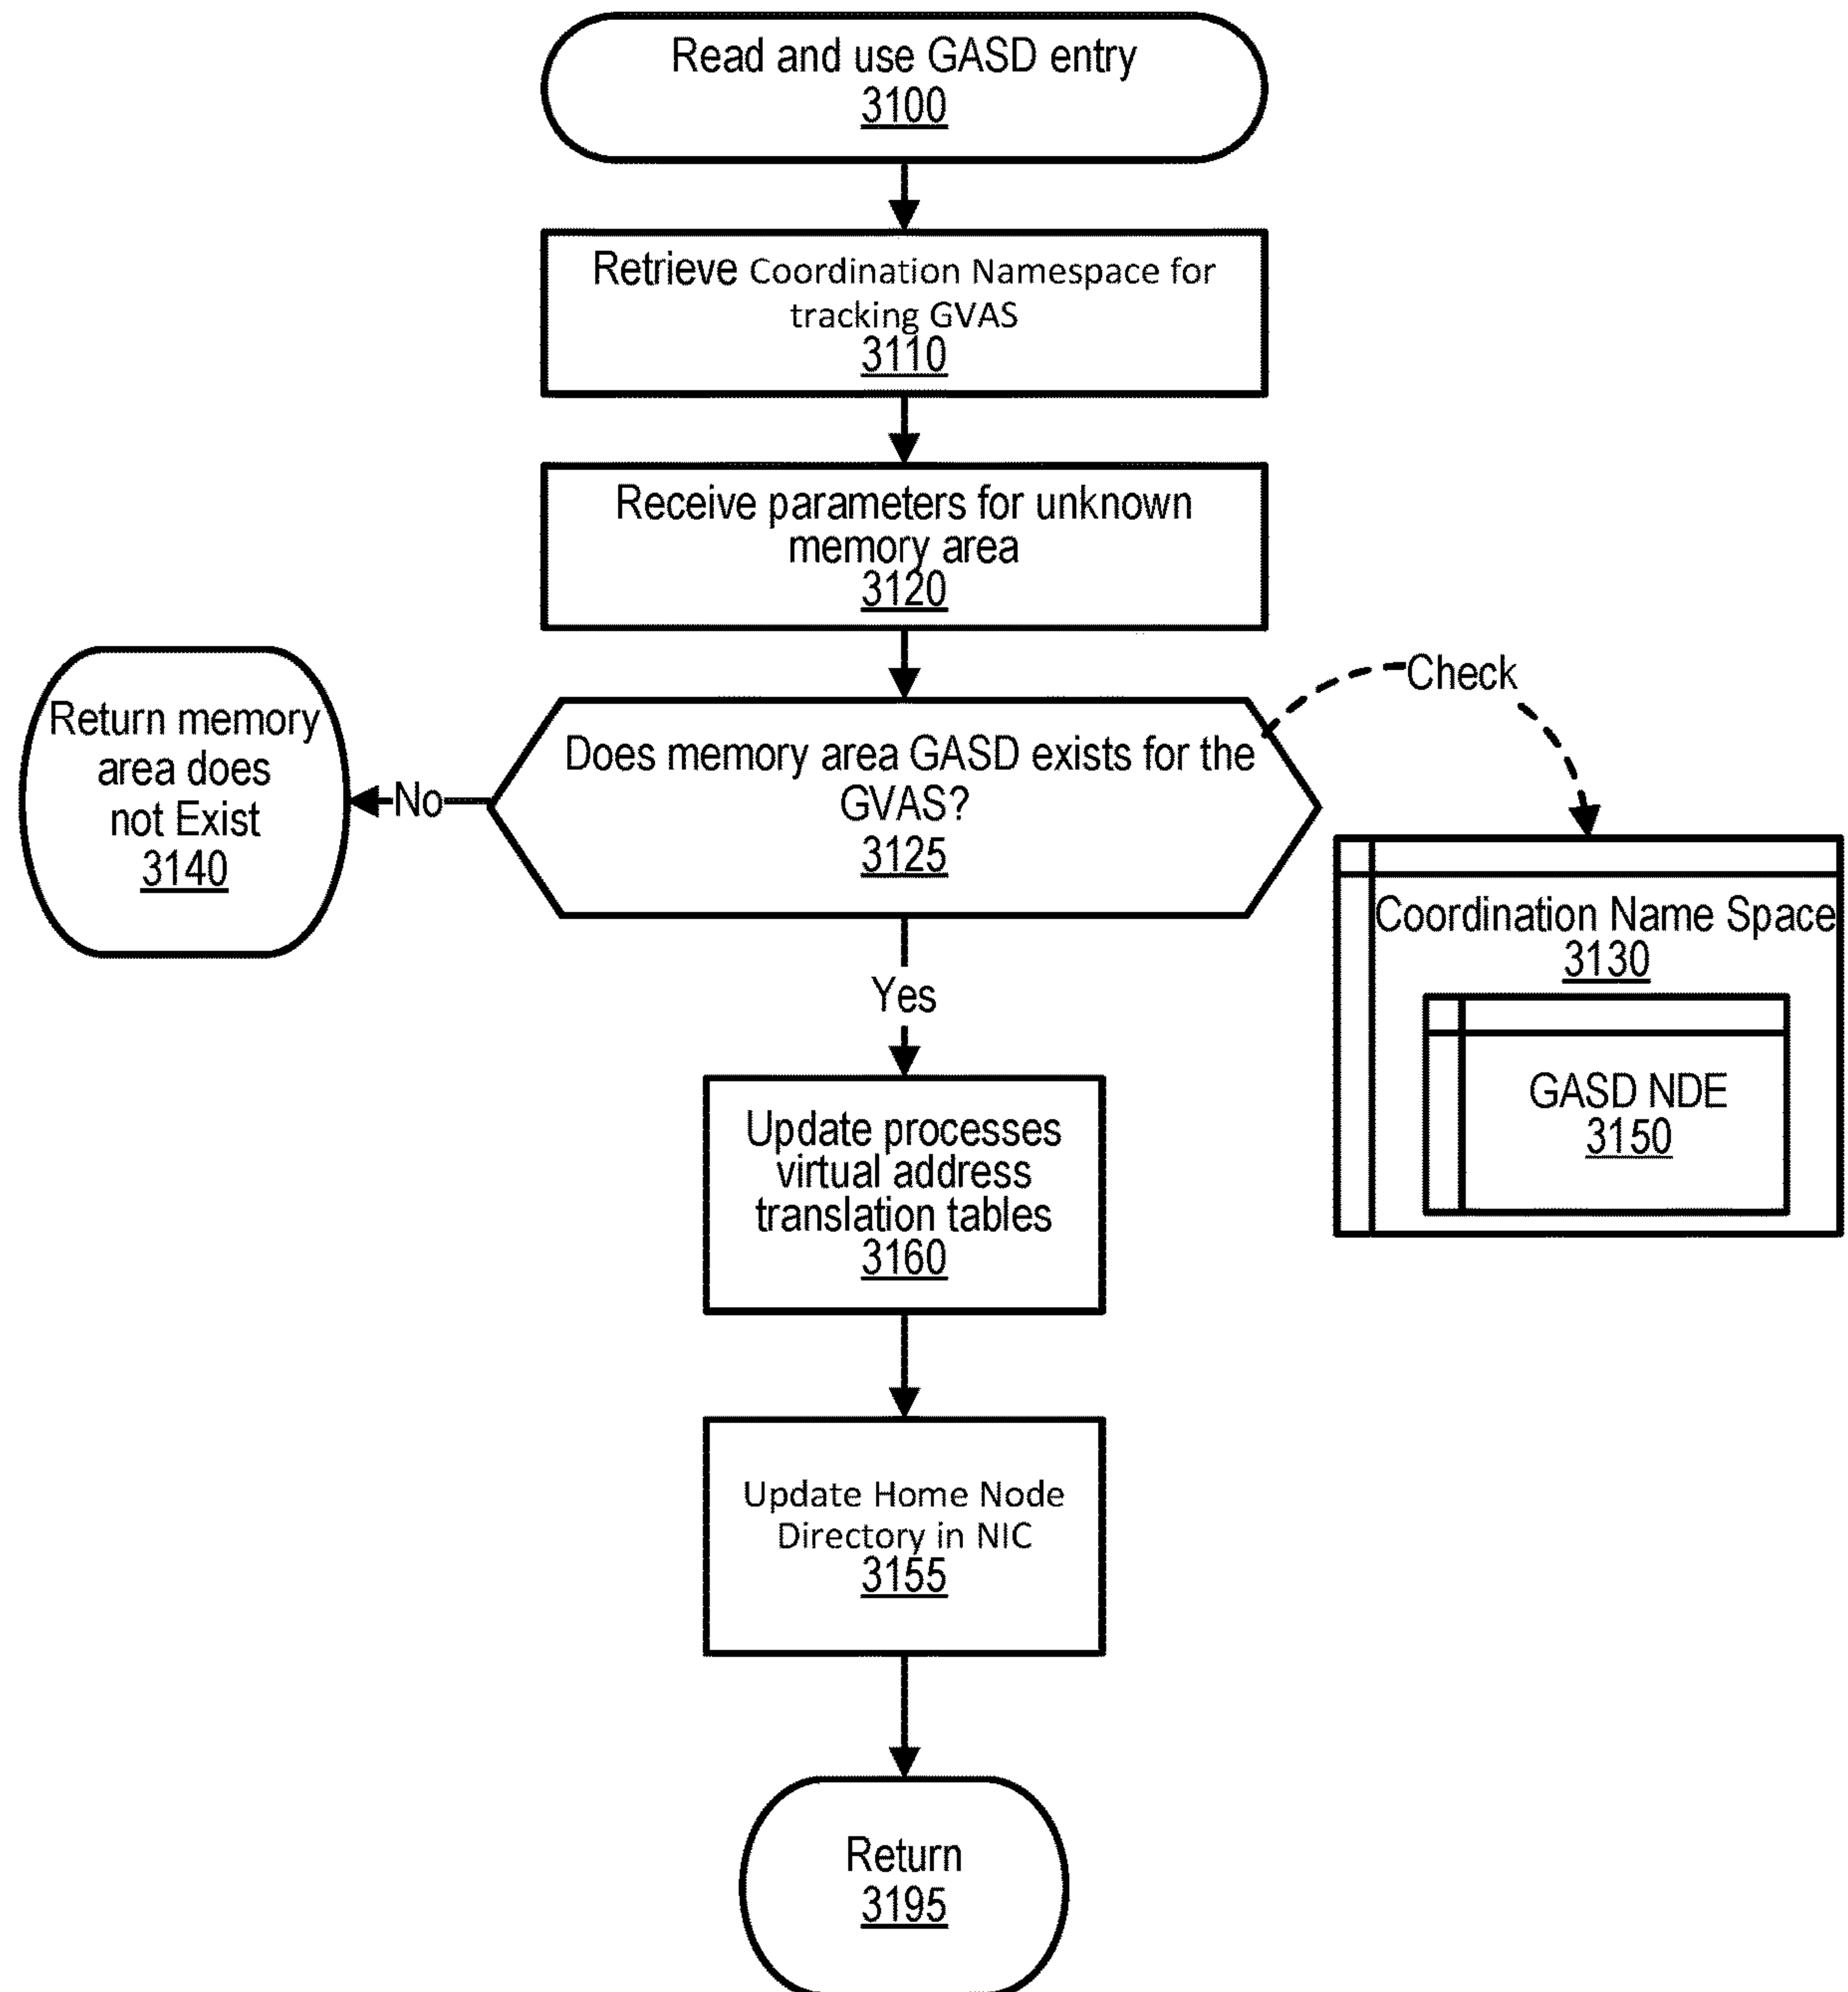 Read and use GASD entry
3100
Retrieve Coordination Namespace for
tracking GVAS
3110
Receive parameters for unknown
memory area
3120
Check
Return memory
area does
not Exist
3140
No
Does memory area GASD exists for the
GVAS?
3125
Coordination Name Space
3130
GASD NDE
3150
Yes
Update processes
virtual address
translation tables
3160
Update Home Node
Directory in NIC
3155
Return
3195